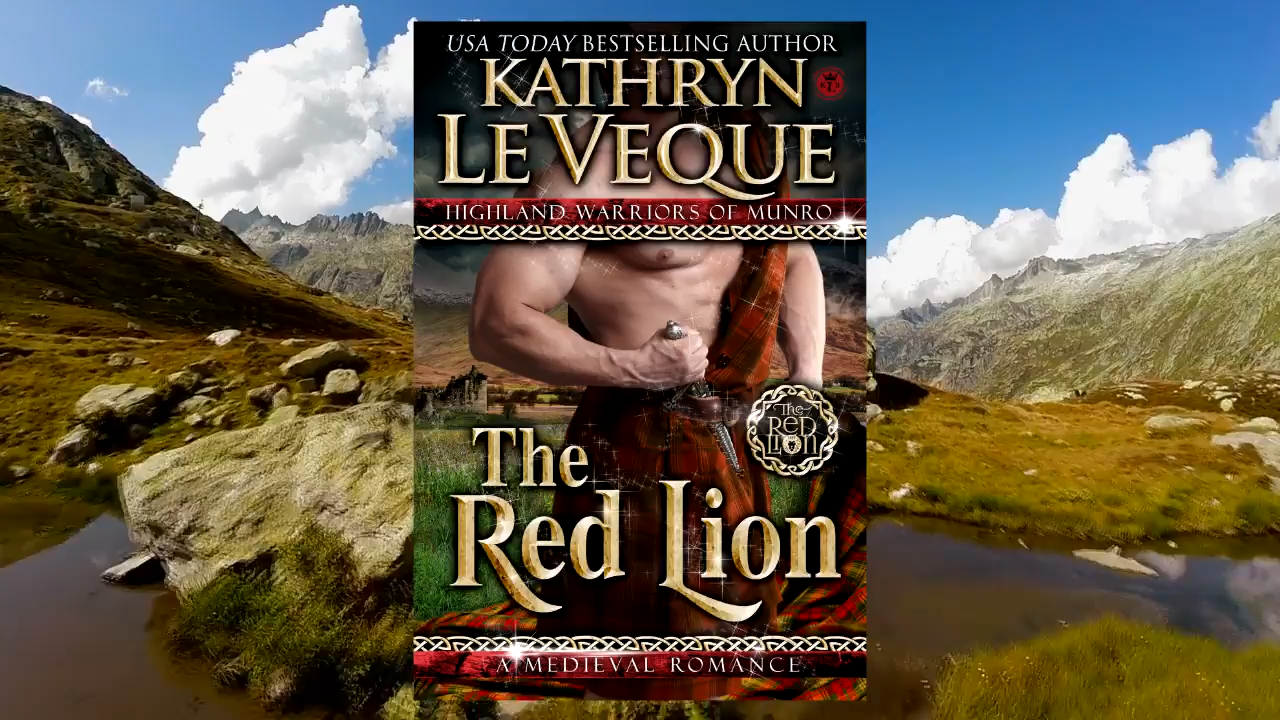 USA TODAY BESTSELLING AUTHOR
KATHRYN
LE VEQUE
HIGHLAND WARRIORS OF MUNRO
The
RED
LION
The
Red Lion
A MEDIEVAL ROMANCE